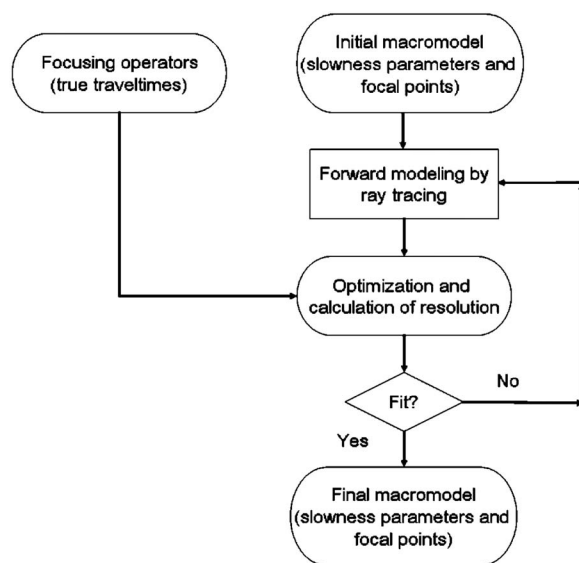 Focusing operators
(true traveltimes)
Initial macromodel
(slowness parameters and
focal points)
Forward modeling by
ray tracing
Optimization and
calculation of resolution
Fit?
No
Yes
Final macromodel
(slowness parameters and
focal points)